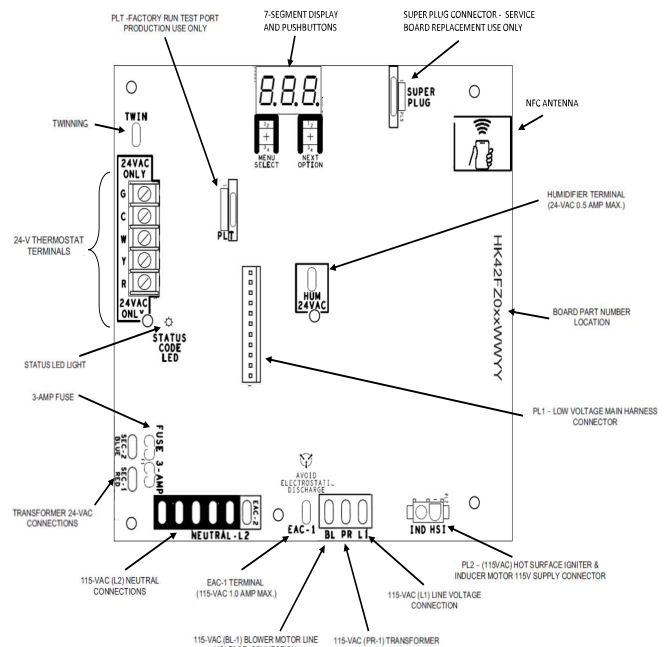 PLT -FACTORY RUN TEST PORT
PRODUCTION USE ONLY
7-SEGMENT DISPLAY
AND PUSHBUTTONS
SUPER PLUG CONNECTOR - SERVICE
BOARD REPLACEMENT USE ONLY
8.8.8.
SUPER
PLUG
NFC ANTENNA
TWIN
TWINNING
MENU
SELECT
NEXT
OPTION
24VAC
ONLY
G
C
W
Y
R
24VAC
ONLY
24-V THERMOSTAT
TERMINALS
PLT
HUMIDIFIER TERMINAL
(24-VAC 0.5 AMP MAX.)
HUM
24VAC
HK42FZ0xxWWYY
BOARD PART NUMBER
LOCATION
STATUS
CODE
LED
STATUS LED LIGHT
3-AMP FUSE
PL1 – LOW VOLTAGE MAIN HARNESS
CONNECTOR
FUSE 3-AMP
SEC-2
BLUE
SEC-1
RED
TRANSFORMER 24-VAC
CONNECTIONS
AVOID
ELECTROSTATI
DISCHARGE
EAC-2
NEUTRAL-L2
EAC-1
BL PR L1
IND HSI
PL2 – (115VAC) HOT SURFACE IGNITER &
INDUCER MOTOR 115V SUPPLY CONNECTOR
115-VAC (L2) NEUTRAL
CONNECTIONS
EAC-1 TERMINAL
(115-VAC 1.0 AMP MAX.)
115-VAC (L1) LINE VOLTAGE
CONNECTION
115-VAC (BL-1) BLOWER MOTOR LINE
115-VAC (PR-1) TRANSFORMER